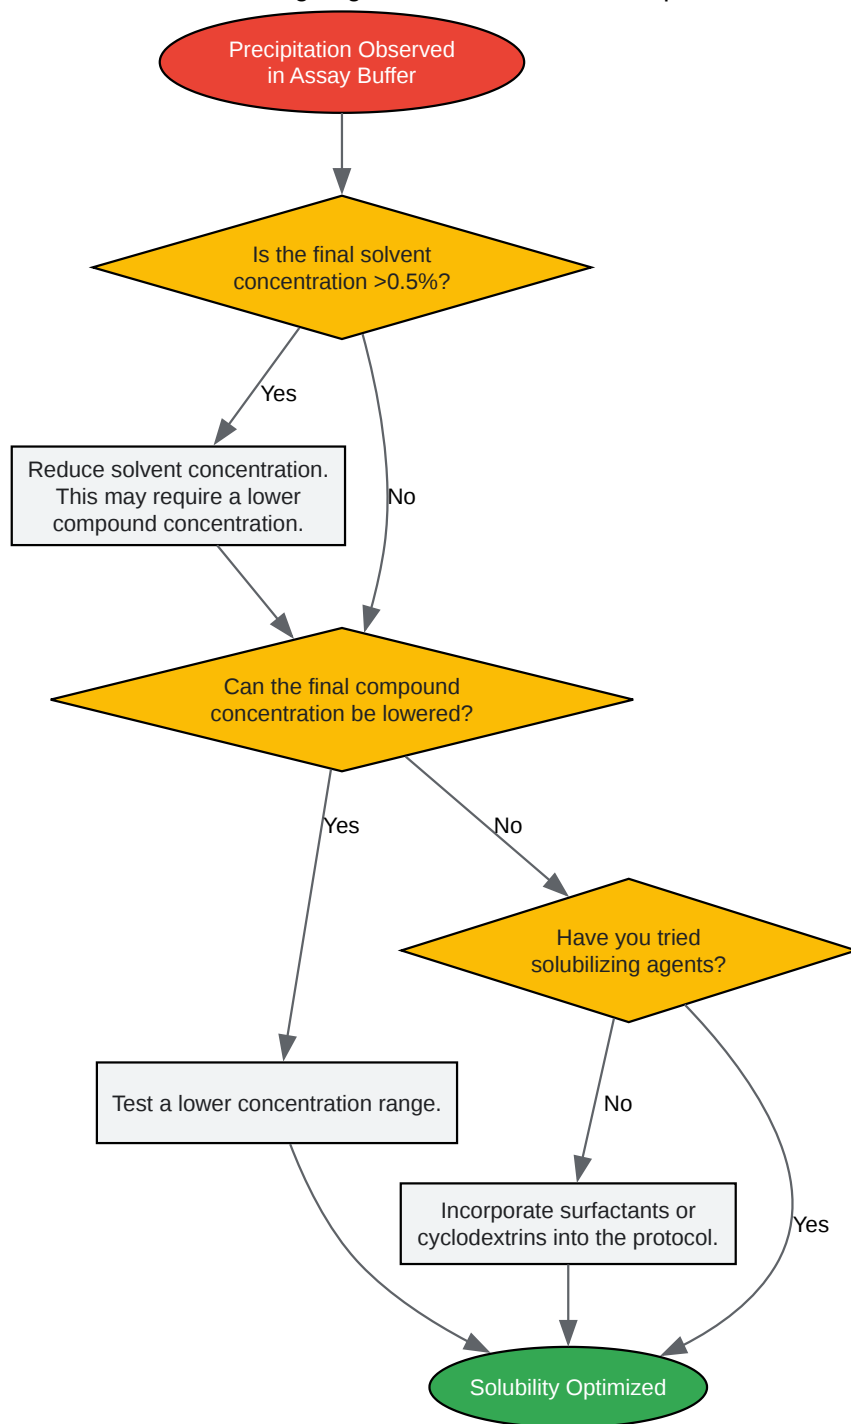 Precipitation Observed
in Assay Buffer
Is the final solvent
concentration >0.5%?
Yes
Reduce solvent concentration.
This may require a lower
compound concentration.
No
Can the final compound
concentration be lowered?
Yes
No
Have you tried
solubilizing agents?
Test a lower concentration range.
No
Incorporate surfactants or
cyclodextrins into the protocol.
Yes
Solubility Optimized